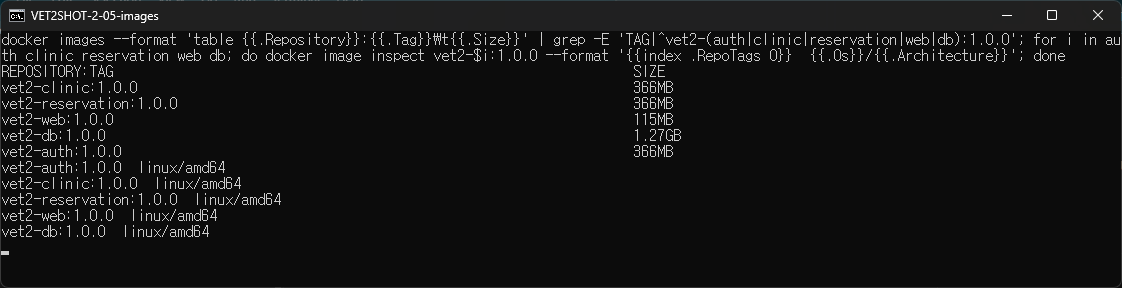 VET2SHOT-2-05-images
docker images --format 'table {{.Repository}}:{{.Tag}}₩t{{.Size}}' | grep -E 'TAG|^vet2-(auth|clinic|reservation|web|db):1.0.0'; for i in au
th clinic reservation web db; do docker image inspect vet2-$i:1.0.0 --format '{{index .RepoTags 0}}  {{.Os}}/{{.Architecture}}'; done
REPOSITORY:TAG SIZE
vet2-clinic:1.0.0 366MB
vet2-reservation:1.0.0 366MB
vet2-web:1.0.0 115MB
vet2-db:1.0.0 1.27GB
vet2-auth:1.0.0 366MB
vet2-auth:1.0.0  linux/amd64
vet2-clinic:1.0.0  linux/amd64
vet2-reservation:1.0.0  linux/amd64
vet2-web:1.0.0  linux/amd64
vet2-db:1.0.0  linux/amd64